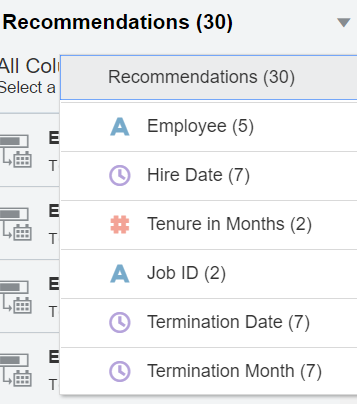 Recommendations (30)
All Col
Select a
Recommendations (30)
A Employee (5)
Hire Date (7)
# Tenure in Months (2)
A Job ID (2)
Termination Date (7)
Termination Month (7)
E
T
E
T
E
T
E
T